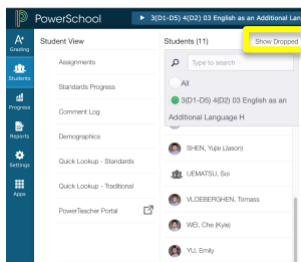 PowerSchool
3(D1-D5) 4(D2) 03 English as an Additional Lan
Grading
Students
Progress
Reports
Settings
Apps
Student View
Assignments
Standards Progress
Comment Log
Demographics
Quick Lookup - Standards
Quick Lookup - Traditional
PowerTeacher Portal
Students (11)
Show Dropped
Type to search
All
3(D1-D5) 4(D2) 03 English as an
Additional Language H
SHEN, Yujie (Jason)
UEMATSU, Soi
VLOEBERGHEN, Tomass
WEI, Che (Kyle)
YU, Emily